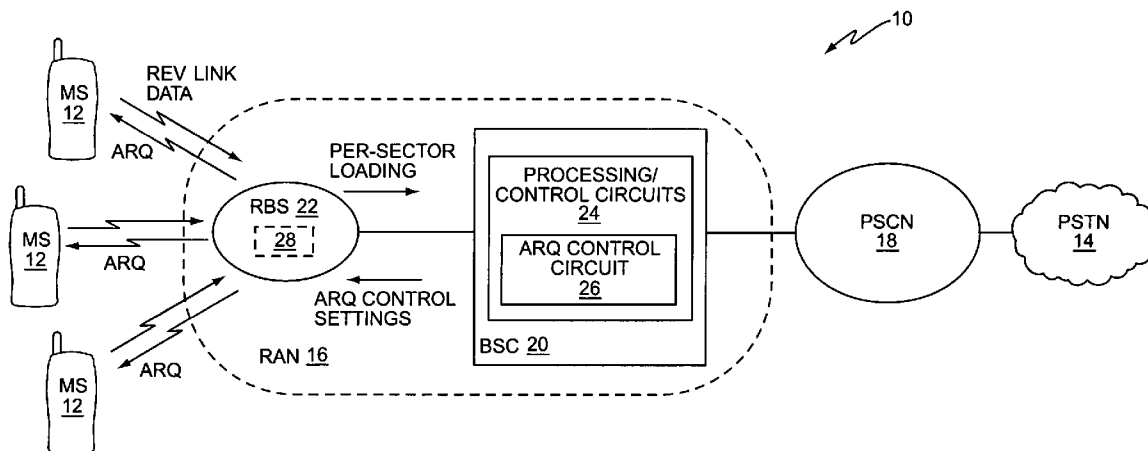 10
MS
12
REV LINK
DATA
ARQ
MS
12
ARQ
MS
12
ARQ
PER-SECTOR
LOADING
RBS 22
28
ARQ CONTROL
SETTINGS
RAN 16
PROCESSING/
CONTROL CIRCUITS
24
ARQ CONTROL
CIRCUIT
26
BSC 20
PSCN
18
PSTN
14